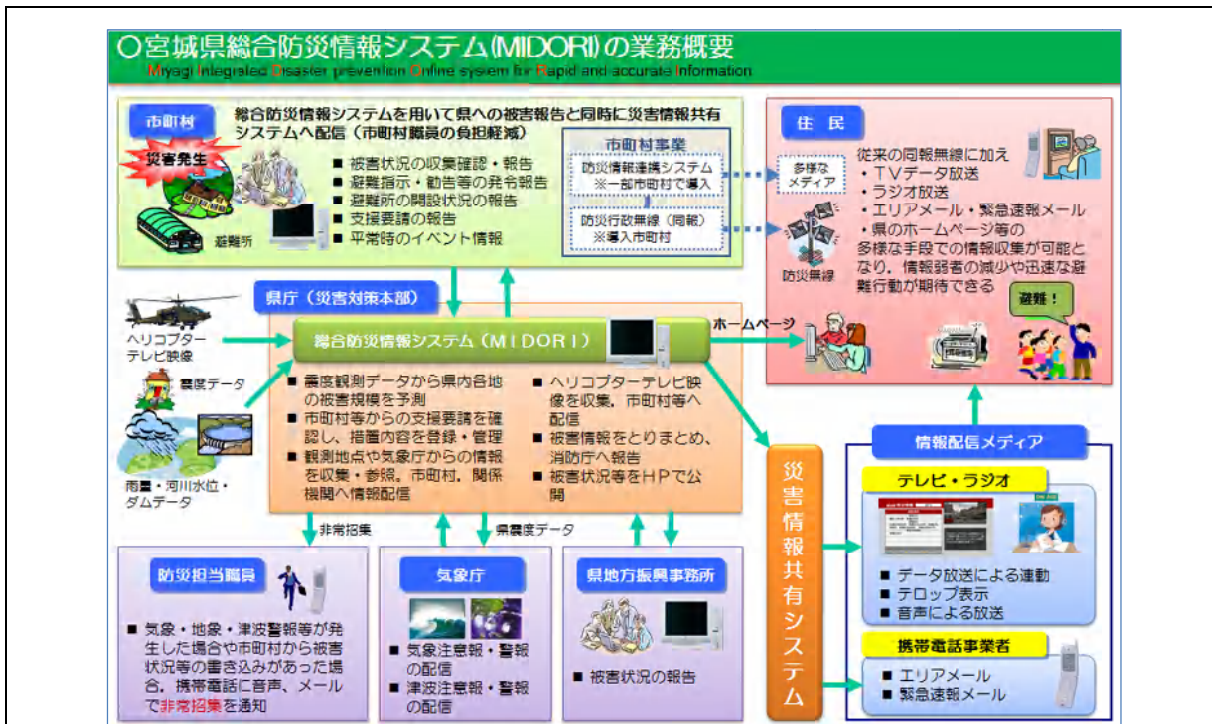 〇宮城県総合防災情報システム(MIDORI)の業務概要
Miyagi Integrated Disaster prevention Online system for Rapid and accurate Information
市町村
総合防災情報システムを用いて県への被害報告と同時に災害情報共有
システムへ配信（市町村職員の負担軽減）
災害発生
避難所
■ 被害状況の収集確認・報告
■ 避難指示・勧告等の発令報告
■ 避難所の開設状況の報告
■ 支援要請の報告
■ 平常時のイベント情報
市町村事業
防災情報連携システム
※一部市町村で導入
防災行政無線（同報）
※導入市町村
住 民
多様な
メディア
防災無線
従来の同報無線に加え
・ＴＶデータ放送
・ラジオ放送
・エリアメール・緊急速報メール
・県のホームページ等の
多様な手段での情報収集が可能と
なり，情報弱者の減少や迅速な避
難行動が期待できる
避難！
県庁（災害対策本部）
ヘリコプター
テレビ映像
震度データ
雨量・河川水位・
ダムデータ
総合防災情報システム（ＭＩＤＯＲＩ）
ホームページ
■ 震度観測データから県内各地
の被害規模を予測
■ 市町村等からの支援要請を確
認し、措置内容を登録・管理
■ 観測地点や気象庁からの情報
を収集・参照。市町村，関係
機関へ情報配信
■ ヘリコプターテレビ映
像を収集，市町村等へ
配信
■ 被害情報をとりまとめ、
消防庁へ報告
■ 被害状況等をＨＰで公
開
非常招集
県震度データ
防災担当職員
■ 気象・地象・津波警報等が発
生した場合や市町村から被害
状況等の書き込みがあった場
合，携帯電話に音声、メール
で非常招集を通知
気象庁
■ 気象注意報・警報
の配信
■ 津波注意報・警報
の配信
県地方振興事務所
■ 被害状況の報告
災害情報共有システム
情報配信メディア
テレビ・ラジオ
■ データ放送による連動
■ テロップ表示
■ 音声による放送
携帯電話事業者
■ エリアメール
■ 緊急速報メール